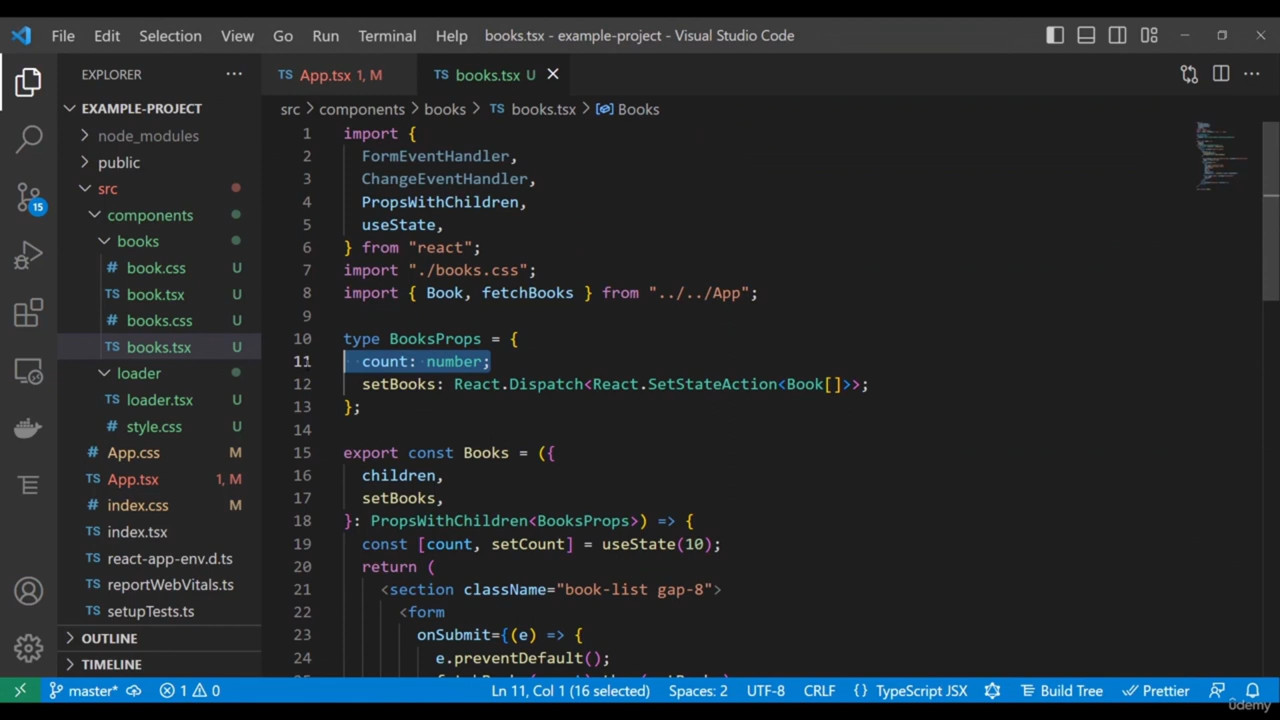 File Edit Selection View Go Run Terminal Help books.tsx - example-project - Visual Studio Code
EXPLORER
EXAMPLE-PROJECT
node_modules
public
src
components
books
# book.css U
TS book.tsx U
# books.css U
TS books.tsx U
loader
TS loader.tsx U
# style.css U
# App.css M
TS App.tsx 1, M
# index.css M
TS index.tsx
TS react-app-env.d.ts
TS reportWebVitals.ts
TS setupTests.ts
OUTLINE
TIMELINE
15
TS App.tsx 1, M TS books.tsx U
src > components > books > TS books.tsx > Books
1 import {
2 FormEventHandler,
3 ChangeEventHandler,
4 PropsWithChildren,
5 useState,
6 } from "react";
7 import "./books.css";
8 import { Book, fetchBooks } from "../../App";
9
10 type BooksProps = {
11 count: number;
12 setBooks: React.Dispatch<React.SetStateAction<Book[]>>;
13 };
14
15 export const Books = ({
16 children,
17 setBooks,
18 }: PropsWithChildren<BooksProps>) => {
19 const [count, setCount] = useState(10);
20 return (
21 <section className="book-list gap-8">
22 <form
23 onSubmit={(e) => {
24 e.preventDefault();
master* 1 0 Ln 11, Col 1 (16 selected) Spaces: 2 UTF-8 CRLF {} TypeScript JSX Build Tree Prettier
ûdemy